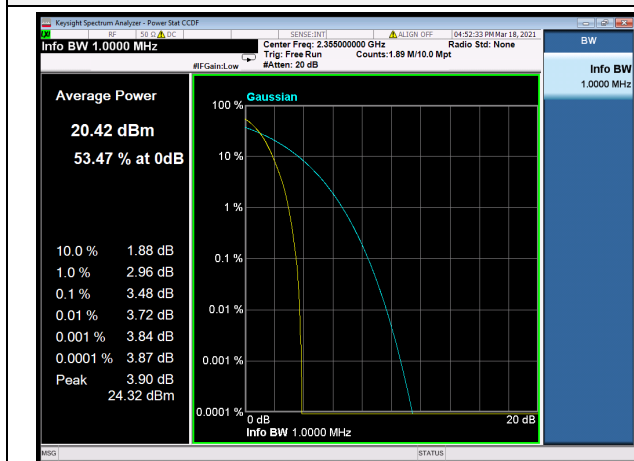 Keysight Spectrum Analyzer - Power Stat CCDF
RF 50 Ω DC SENSE:INT ALIGN OFF 04:52:33 PM Mar 18, 2021
Info BW 1.0000 MHz
Center Freq: 2.355000000 GHz Radio Std: None
Trig: Free Run Counts:1.89 M/10.0 Mpt
#IFGain:Low #Atten: 20 dB
BW
Info BW
1.0000 MHz
Average Power
20.42 dBm
53.47 % at 0dB
10.0 % 1.88 dB
1.0 % 2.96 dB
0.1 % 3.48 dB
0.01 % 3.72 dB
0.001 % 3.84 dB
0.0001 % 3.87 dB
Peak 3.90 dB
24.32 dBm
Gaussian
100 %
10 %
1 %
0.1 %
0.01 %
0.001 %
0.0001 %
0 dB 20 dB
Info BW 1.0000 MHz
MSG STATUS